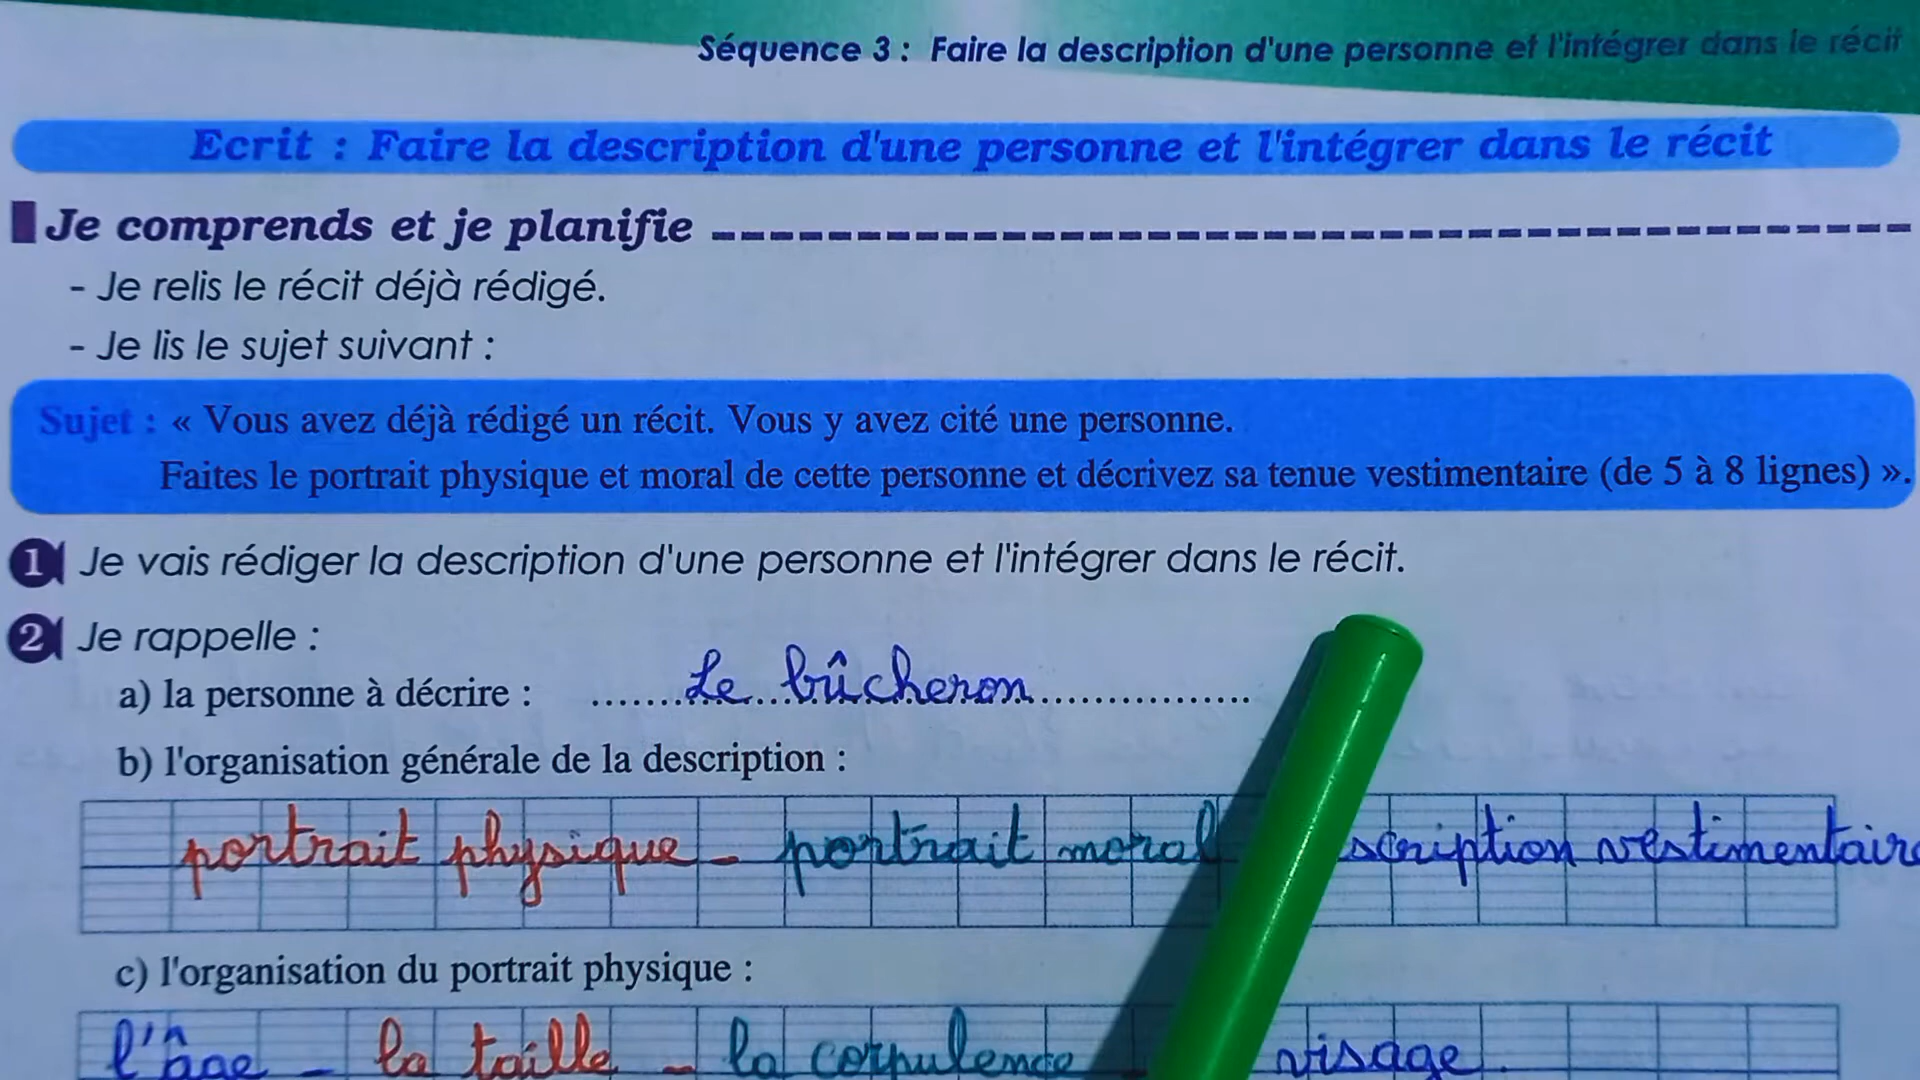 Séquence 3 : Faire la description d'une personne et l'intégrer dans le récit
Ecrit : Faire la description d'une personne et l'intégrer dans le récit
Je comprends et je planifie
- Je relis le récit déjà rédigé.
- Je lis le sujet suivant :
Sujet : « Vous avez déjà rédigé un récit. Vous y avez cité une personne.
Faites le portrait physique et moral de cette personne et décrivez sa tenue vestimentaire (de 5 à 8 lignes) ».
1 Je vais rédiger la description d'une personne et l'intégrer dans le récit.
2 Je rappelle :
a) la personne à décrire : Le bûcheron
b) l'organisation générale de la description :
portrait physique - portrait moral scription vestimentaire
c) l'organisation du portrait physique :
l'âge - la taille - la corpulence visage.